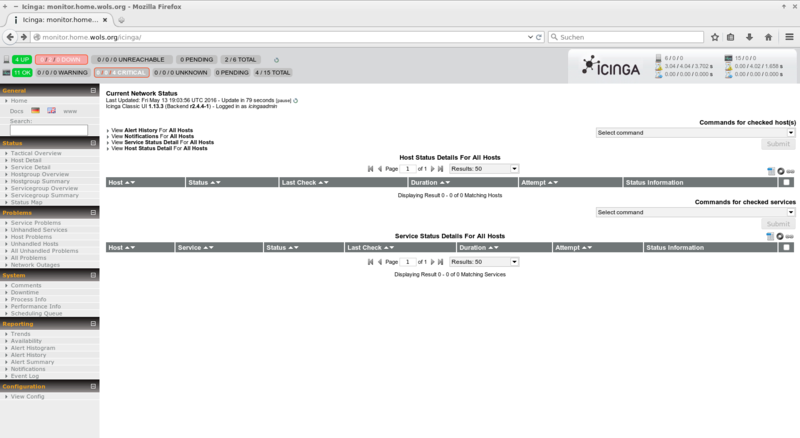 Icinga: monitor.home.wols.org - Mozilla Firefox
Icinga: monitor.home...
monitor.home.wols.org/icinga/
Suchen
4 UP 0 / 2 / 0 DOWN 0 / 0 / 0 UNREACHABLE 0 PENDING 2 / 6 TOTAL
11 OK 0 / 0 / 0 WARNING 0 / 0 / 4 CRITICAL 0 / 0 / 0 UNKNOWN 0 PENDING 4 / 15 TOTAL
ICINGA
6 / 0 / 0 15 / 0 / 0
3.04 / 4.04 / 3.702 s 0.00 / 4.02 / 1.658 s
0.00 / 0.00 / 0.000 s 0.00 / 0.00 / 0.000 s
General
Home
Docs www
Search:
Status
Tactical Overview
Host Detail
Service Detail
Hostgroup Overview
Hostgroup Summary
Servicegroup Overview
Servicegroup Summary
Status Map
Problems
Service Problems
Unhandled Services
Host Problems
Unhandled Hosts
All Unhandled Problems
All Problems
Network Outages
System
Comments
Downtime
Process Info
Performance Info
Scheduling Queue
Reporting
Trends
Availability
Alert Histogram
Alert History
Alert Summary
Notifications
Event Log
Configuration
View Config
Current Network Status
Last Updated: Fri May 13 19:03:56 UTC 2016 - Update in 79 seconds [pause]
Icinga Classic UI 1.13.3 (Backend r2.4.4-1) - Logged in as icingaadmin
View Alert History For All Hosts
View Notifications For All Hosts
View Service Status Detail For All Hosts
View Host Status Detail For All Hosts
Commands for checked host(s)
Select command
Submit
Host Status Details For All Hosts
Page 1 of 1 Results: 50
Host Status Last Check Duration Attempt Status Information
Displaying Result 0 - 0 of 0 Matching Hosts
Commands for checked services
Select command
Submit
Service Status Details For All Hosts
Host Service Status Last Check Duration Attempt Status Information
Page 1 of 1 Results: 50
Displaying Result 0 - 0 of 0 Matching Services